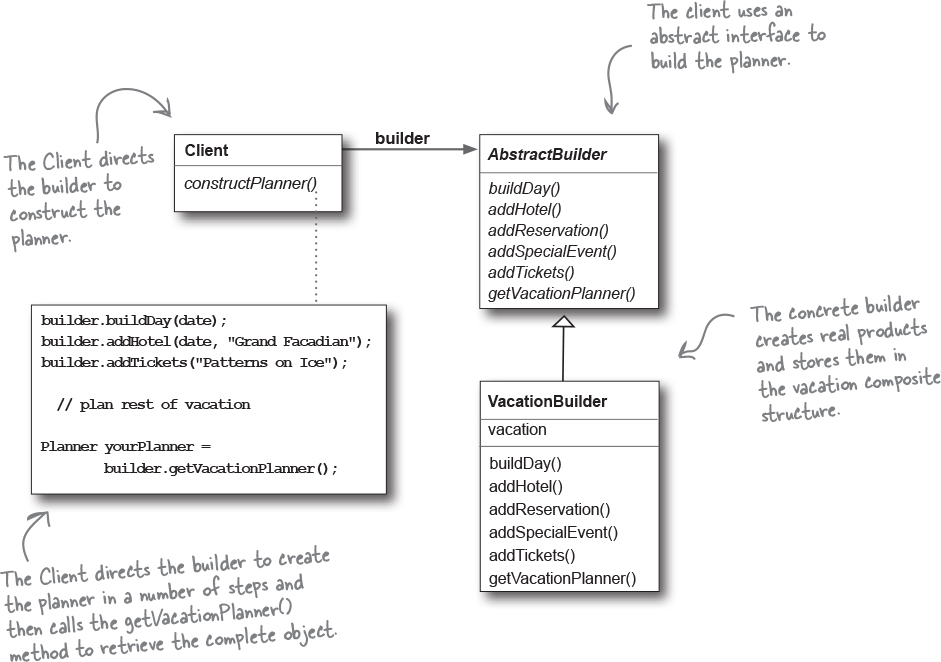 The client uses an
abstract interface to
build the planner.
The Client directs
the builder to
construct the
planner.
Client
constructPlanner()
builder
AbstractBuilder
buildDay()
addHotel()
addReservation()
addSpecialEvent()
addTickets()
getVacationPlanner()
builder.buildDay(date);
builder.addHotel(date, "Grand Facadian");
builder.addTickets("Patterns on Ice");
// plan rest of vacation
Planner yourPlanner =
builder.getVacationPlanner();
The concrete builder
creates real products
and stores them in
the vacation composite
structure.
VacationBuilder
vacation
buildDay()
addHotel()
addReservation()
addSpecialEvent()
addTickets()
getVacationPlanner()
The Client directs the builder to create
the planner in a number of steps and
then calls the getVacationPlanner()
method to retrieve the complete object.